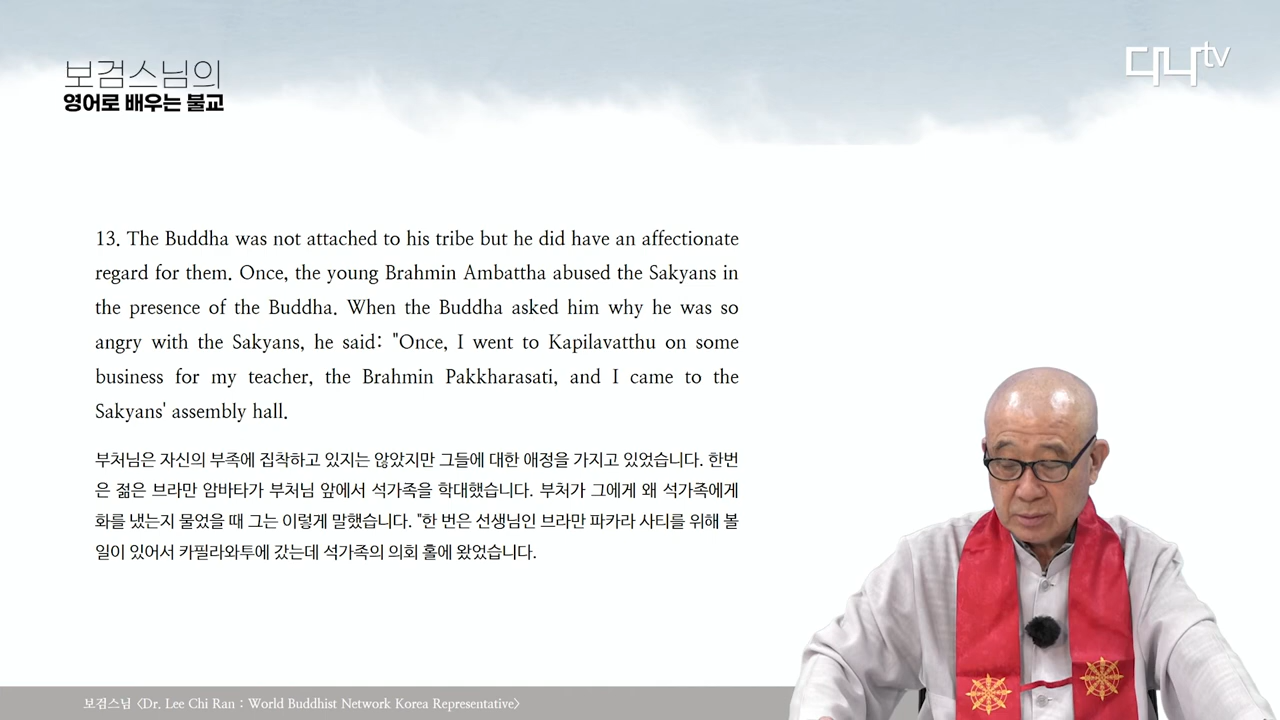 보검스님의
영어로 배우는 불교
디나tv
13. The Buddha was not attached to his tribe but he did have an affectionate
regard for them. Once, the young Brahmin Ambattha abused the Sakyans in
the presence of the Buddha. When the Buddha asked him why he was so
angry with the Sakyans, he said: "Once, I went to Kapilavatthu on some
business for my teacher, the Brahmin Pakkharasati, and I came to the
Sakyans' assembly hall.
부처님은 자신의 부족에 집착하고 있지는 않았지만 그들에 대한 애정을 가지고 있었습니다. 한번
은 젊은 브라만 암바타가 부처님 앞에서 석가족을 학대했습니다. 부처가 그에게 왜 석가족에게
화를 냈는지 물었을 때 그는 이렇게 말했습니다. "한 번은 선생님인 브라만 파카라 사티를 위해 볼
일이 있어서 카필라와투에 갔는데 석가족의 의회 홀에 왔었습니다.
보검스님 <Dr. Lee Chi Ran : World Buddhist Network Korea Representative>